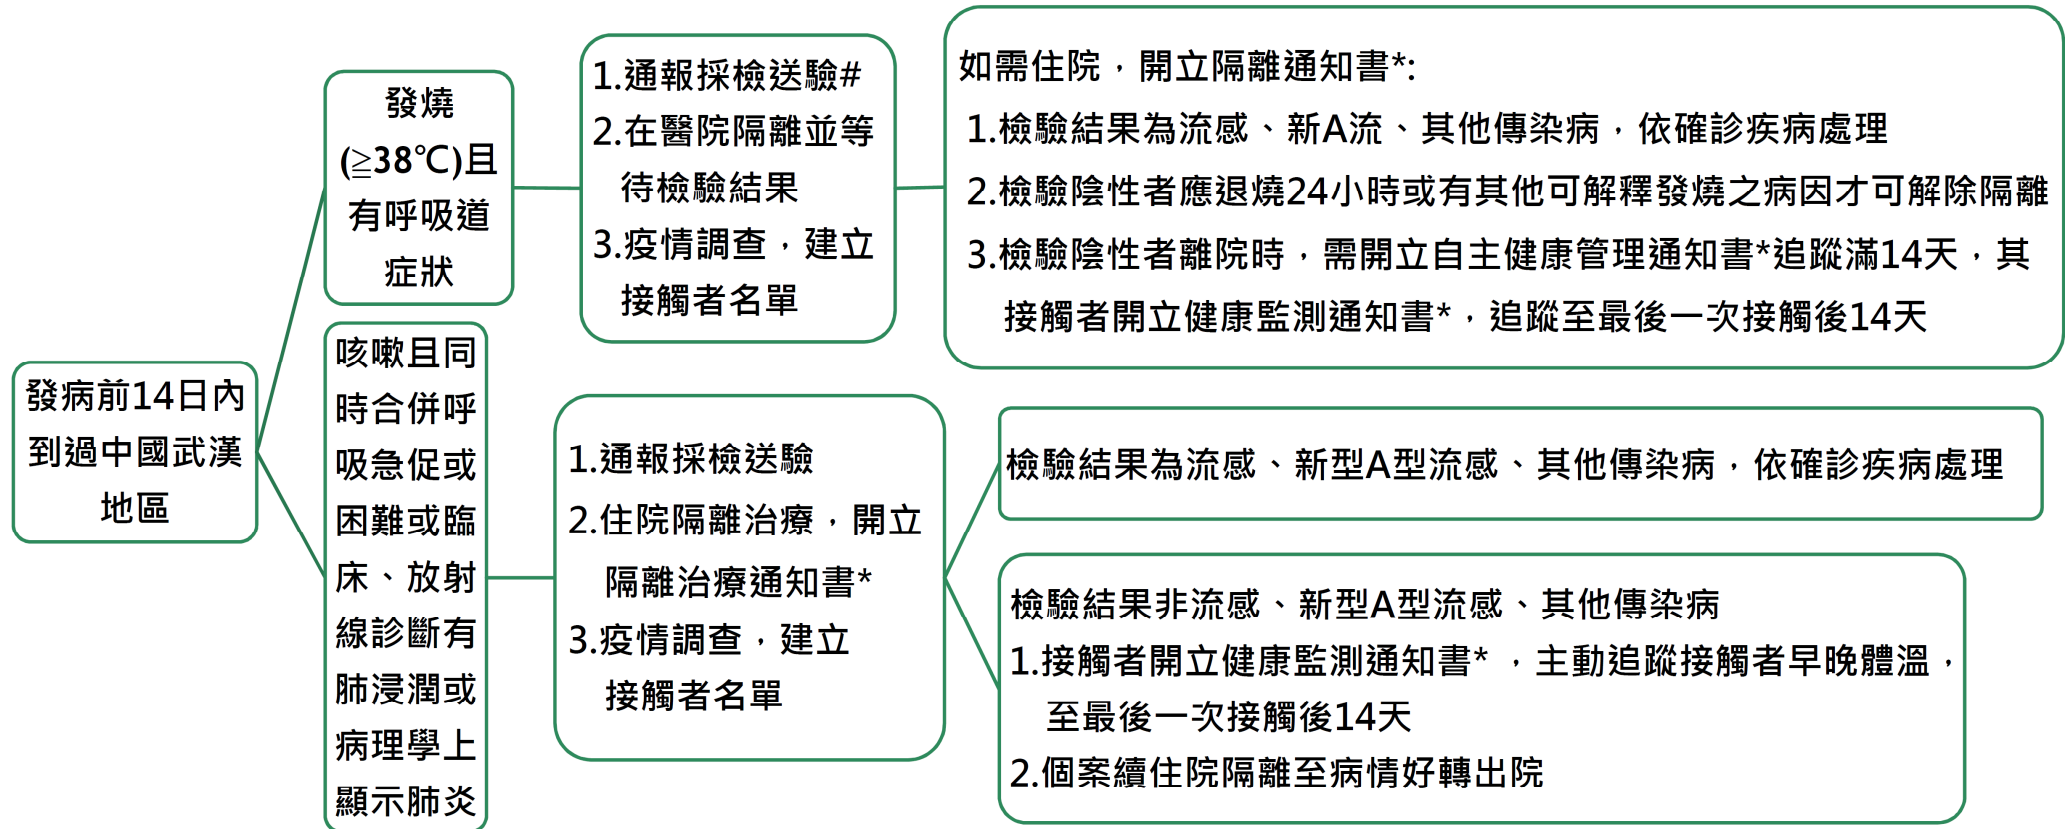 發病前14日內
到過中國武漢
地區
發燒
(≧38℃)且
有呼吸道
症狀
1.通報採檢送驗#
2.在醫院隔離並等
待檢驗結果
3.疫情調查，建立
接觸者名單
如需住院，開立隔離通知書*:
1.檢驗結果為流感、新A流、其他傳染病，依確診疾病處理
2.檢驗陰性者應退燒24小時或有其他可解釋發燒之病因才可解除隔離
3.檢驗陰性者離院時，需開立自主健康管理通知書*追蹤滿14天，其
接觸者開立健康監測通知書*，追蹤至最後一次接觸後14天
咳嗽且同
時合併呼
吸急促或
困難或臨
床、放射
線診斷有
肺浸潤或
病理學上
顯示肺炎
1.通報採檢送驗
2.住院隔離治療，開立
隔離治療通知書*
3.疫情調查，建立
接觸者名單
檢驗結果為流感、新型A型流感、其他傳染病，依確診疾病處理
檢驗結果非流感、新型A型流感、其他傳染病
1.接觸者開立健康監測通知書* ，主動追蹤接觸者早晚體溫，
至最後一次接觸後14天
2.個案續住院隔離至病情好轉出院